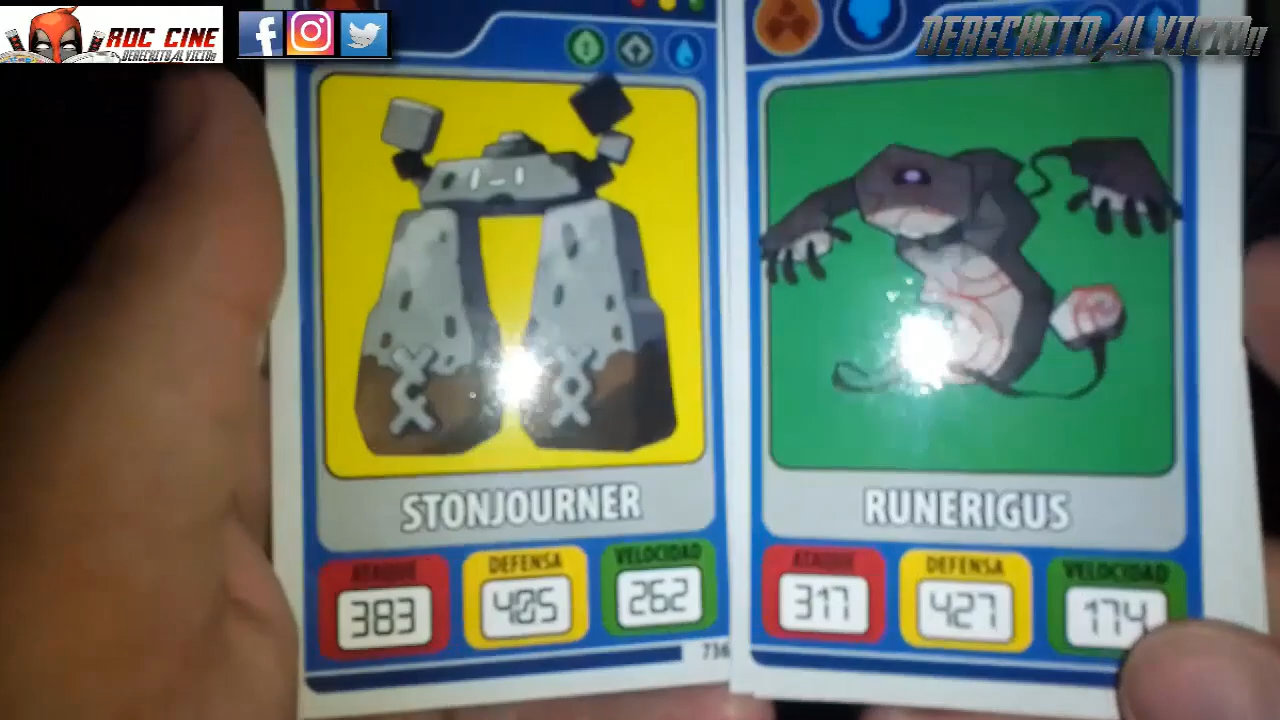 ROC CINE
DERECHITO AL VICIO!!
DERECHITO AL VICIO!!
STONJOURNER
ATAQUE DEFENSA VELOCIDAD
383 405 262
736
RUNERIGUS
ATAQUE DEFENSA VELOCIDAD
317 427 174